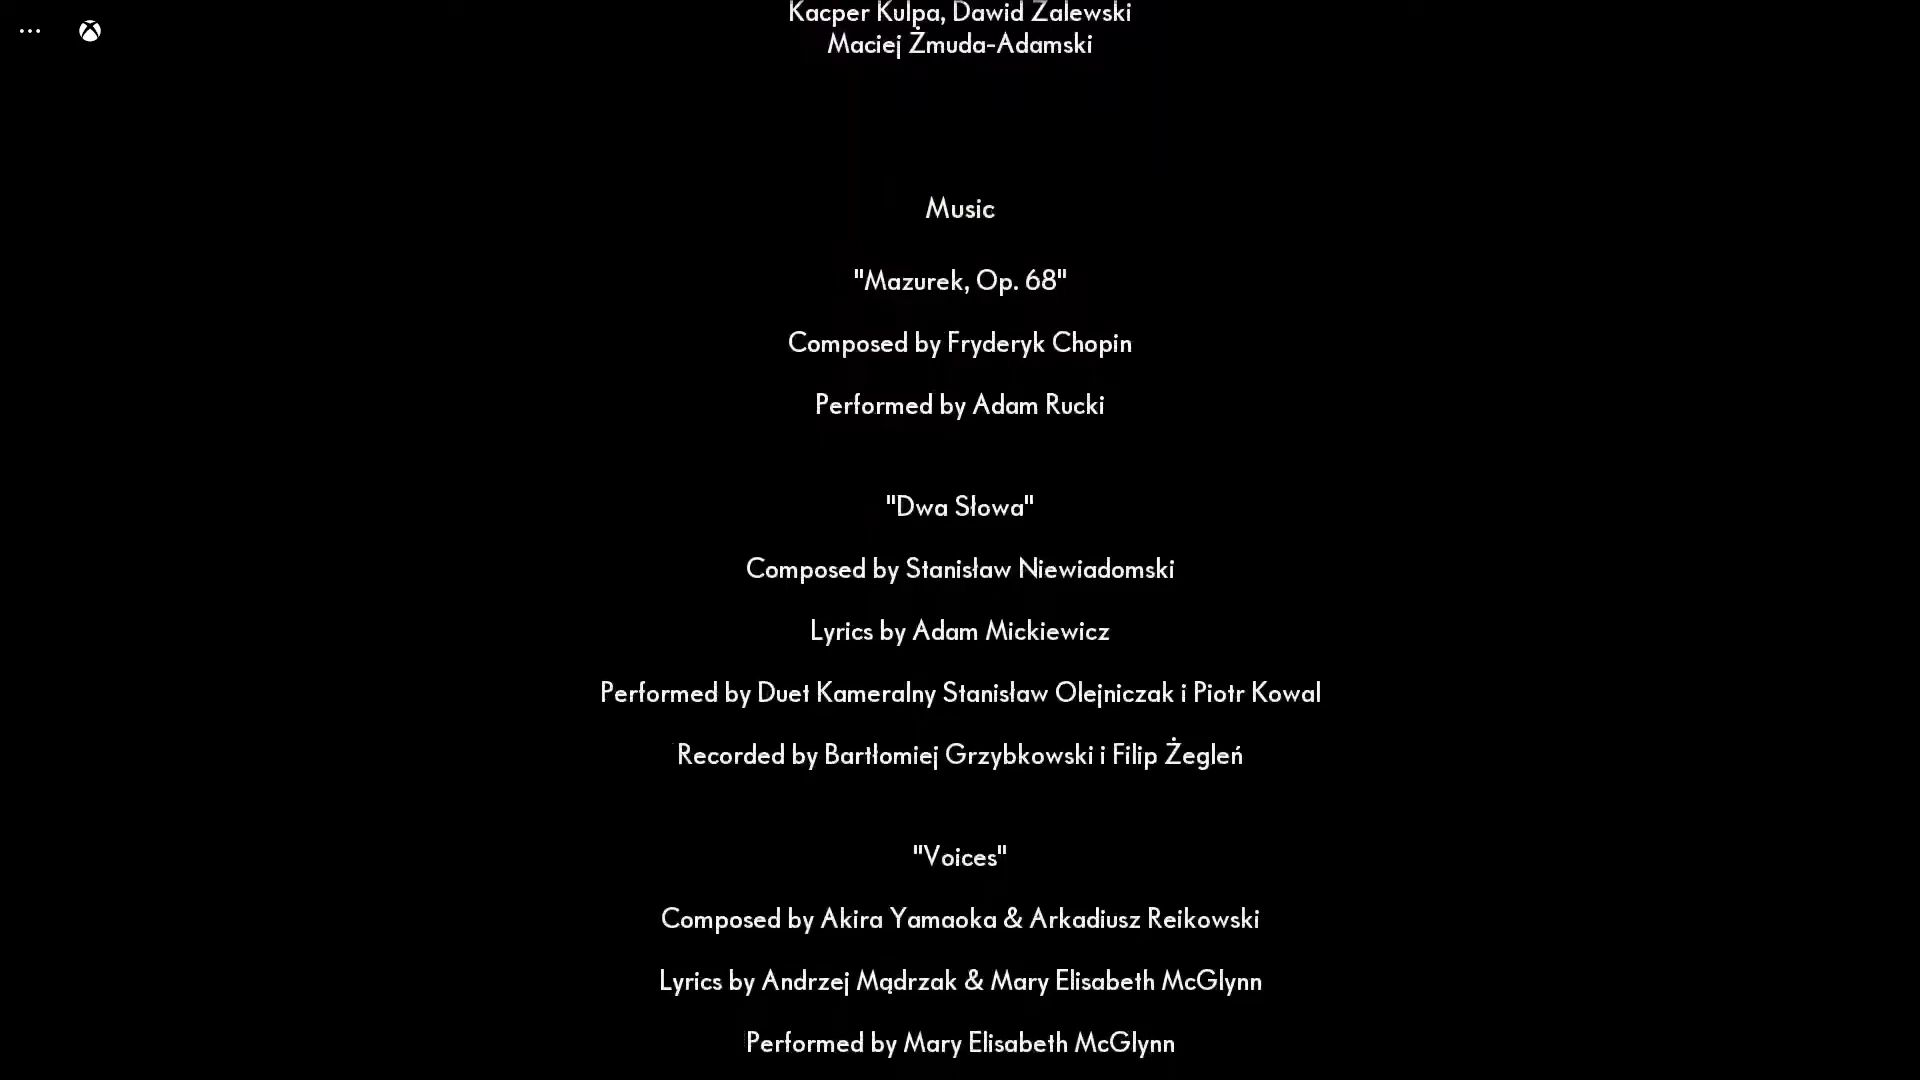 Kacper Kulpa, Dawid Zalewski
Maciej Żmuda-Adamski
Music
"Mazurek, Op. 68"
Composed by Fryderyk Chopin
Performed by Adam Rucki
"Dwa Słowa"
Composed by Stanisław Niewiadomski
Lyrics by Adam Mickiewicz
Performed by Duet Kameralny Stanisław Olejniczak i Piotr Kowal
Recorded by Bartłomiej Grzybkowski i Filip Żegleń
"Voices"
Composed by Akira Yamaoka & Arkadiusz Reikowski
Lyrics by Andrzej Mądrzak & Mary Elisabeth McGlynn
Performed by Mary Elisabeth McGlynn